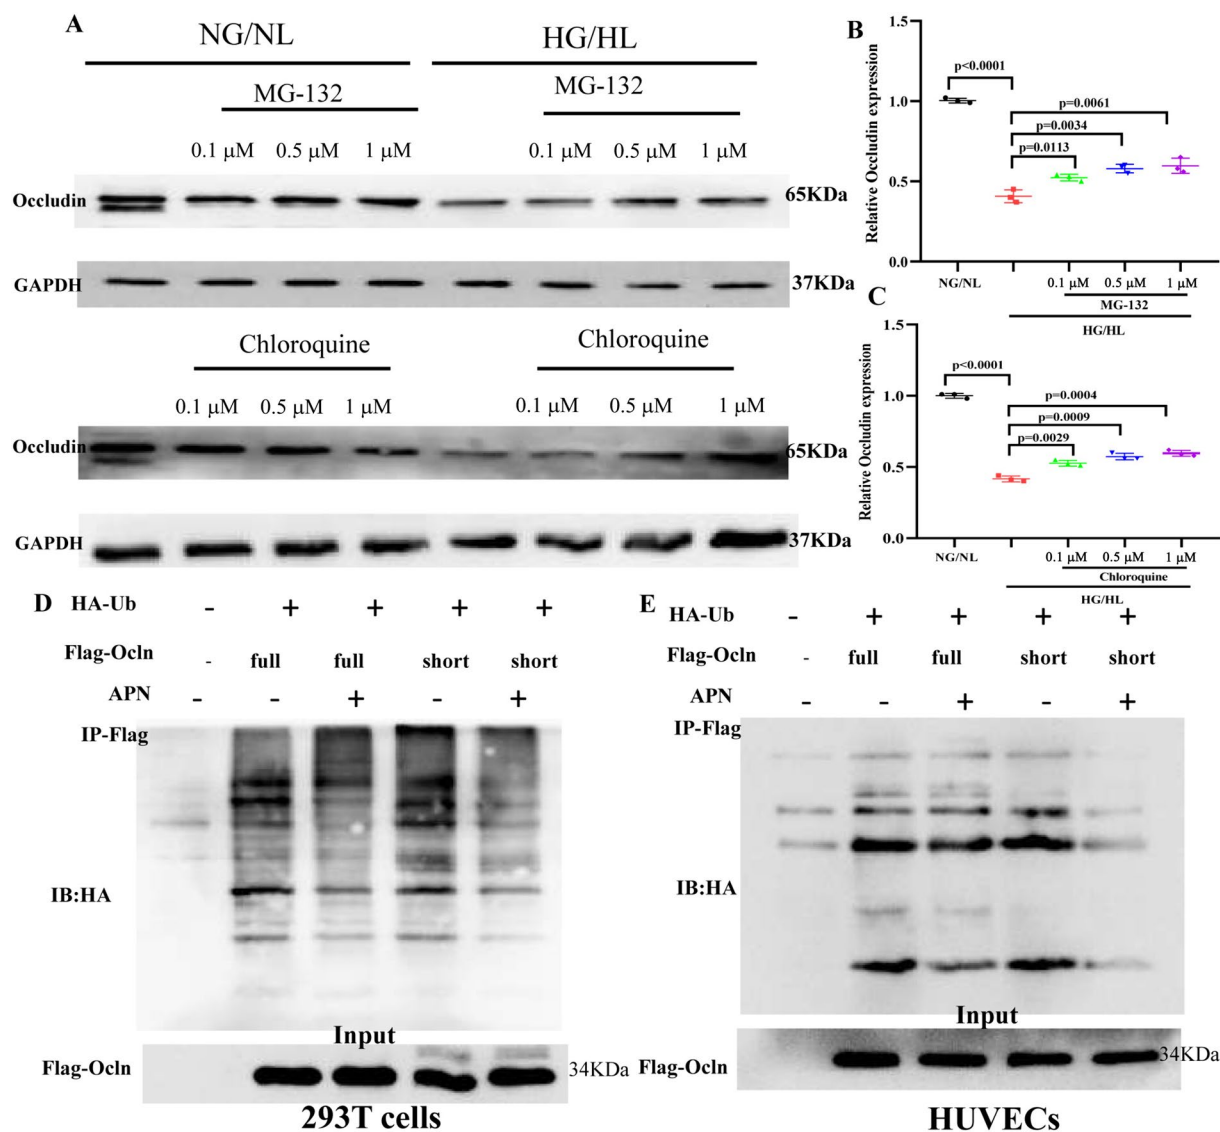 A
NG/NL HG/HL
MG-132 MG-132
0.1 μM 0.5 μM 1 μM 0.1 μM 0.5 μM 1 μM
Occludin 65KDa
GAPDH 37KDa
Chloroquine Chloroquine
0.1 μM 0.5 μM 1 μM 0.1 μM 0.5 μM 1 μM
Occludin 65KDa
GAPDH 37KDa
B
Relative Occludin expression
1.5
1.0
0.5
0.0
p<0.0001
p=0.0061
p=0.0034
p=0.0113
NG/NL 0.1 μM 0.5 μM 1 μM
MG-132
HG/HL
C
Relative Occludin expression
1.5
1.0
0.5
0.0
p<0.0001
p=0.0004
p=0.0009
p=0.0029
NG/NL 0.1 μM 0.5 μM 1 μM
Chloroquine
HG/HL
D
HA-Ub - + + + +
Flag-Ocln - full full short short
APN - - + - +
IP-Flag
IB:HA
Input
Flag-Ocln 34KDa
293T cells
E
HA-Ub - + + + +
Flag-Ocln - full full short short
APN - - + - +
IP-Flag
IB:HA
Input
Flag-Ocln 34KDa
HUVECs